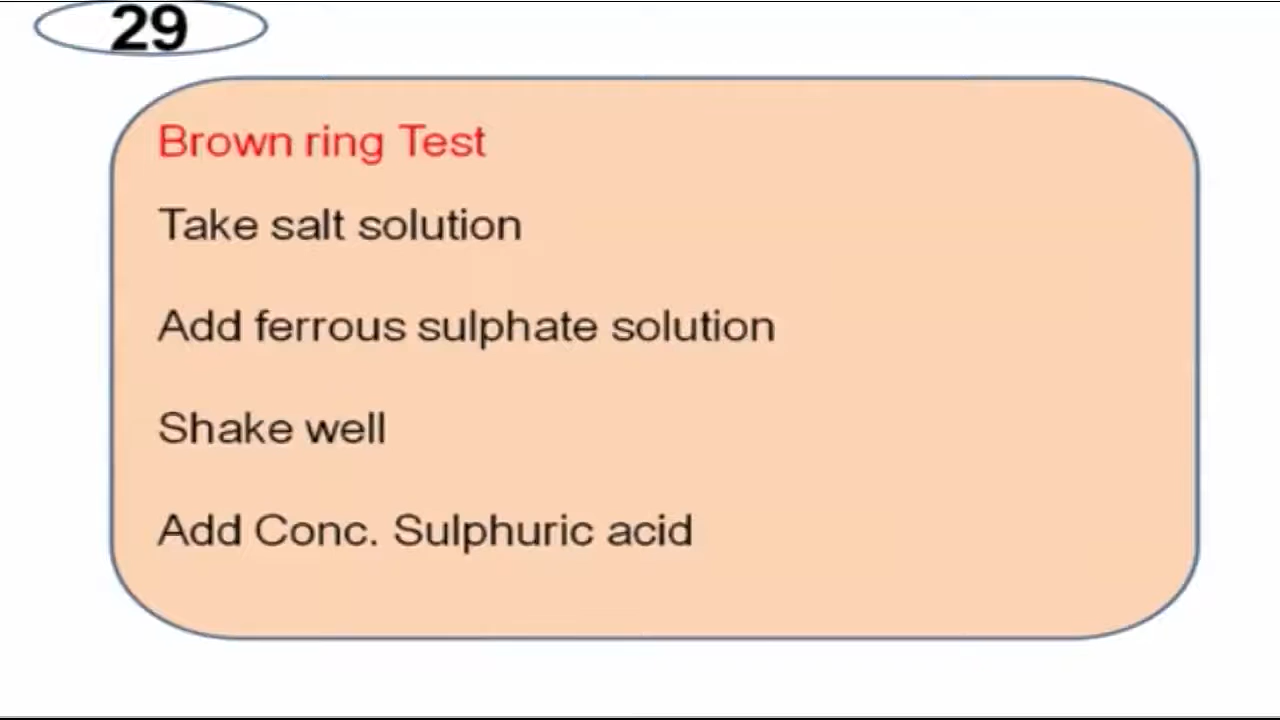 29
Brown ring Test
Take salt solution
Add ferrous sulphate solution
Shake well
Add Conc. Sulphuric acid